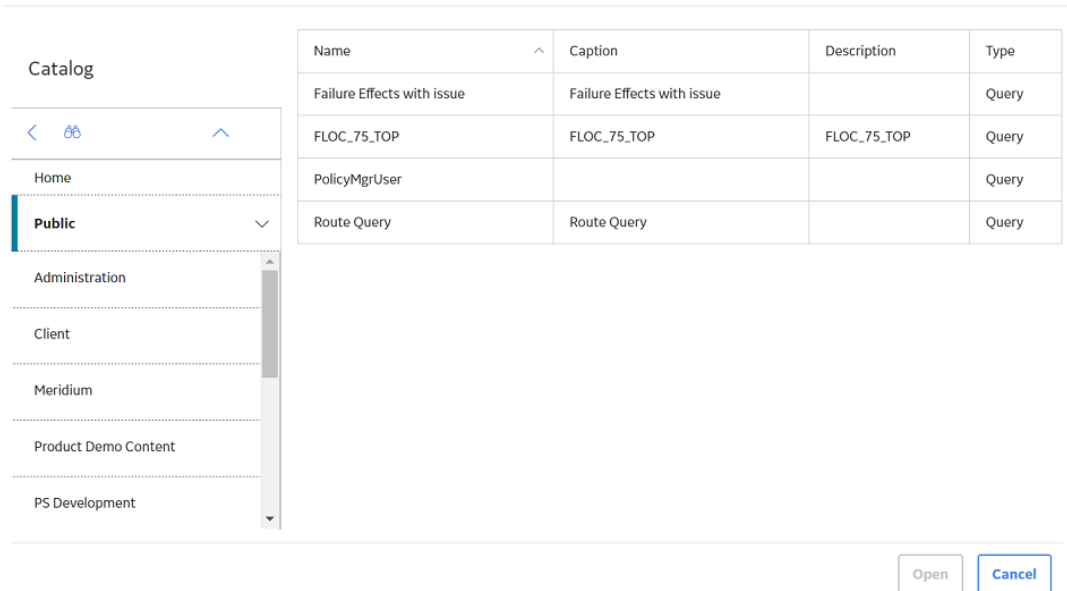 Catalog
Home
Public
Administration
Client
Meridium
Product Demo Content
PS Development
Name Caption Description Type
Failure Effects with issue Failure Effects with issue Query
FLOC_75_TOP FLOC_75_TOP FLOC_75_TOP Query
PolicyMgrUser Query
Route Query Route Query Query
Open Cancel